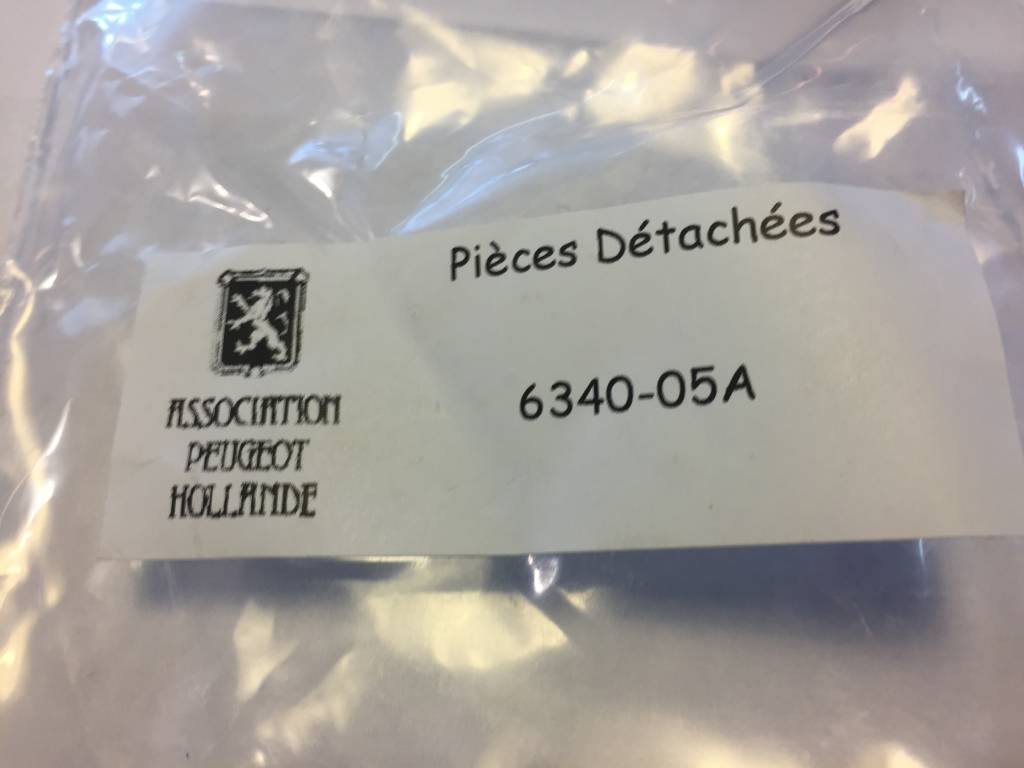 Pièces Détachées
6340-05A
ASSOCIATION
PEUGEOT
HOLLANDE